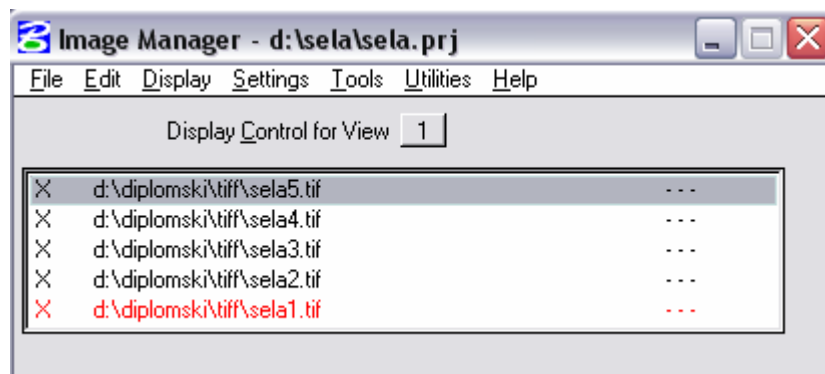 Image Manager - d:\sela\sela.prj
File Edit Display Settings Tools Utilities Help
Display Control for View 1
X d:\diplomski\tiff\sela5.tif - - -
X d:\diplomski\tiff\sela4.tif - - -
X d:\diplomski\tiff\sela3.tif - - -
X d:\diplomski\tiff\sela2.tif - - -
X d:\diplomski\tiff\sela1.tif - - -